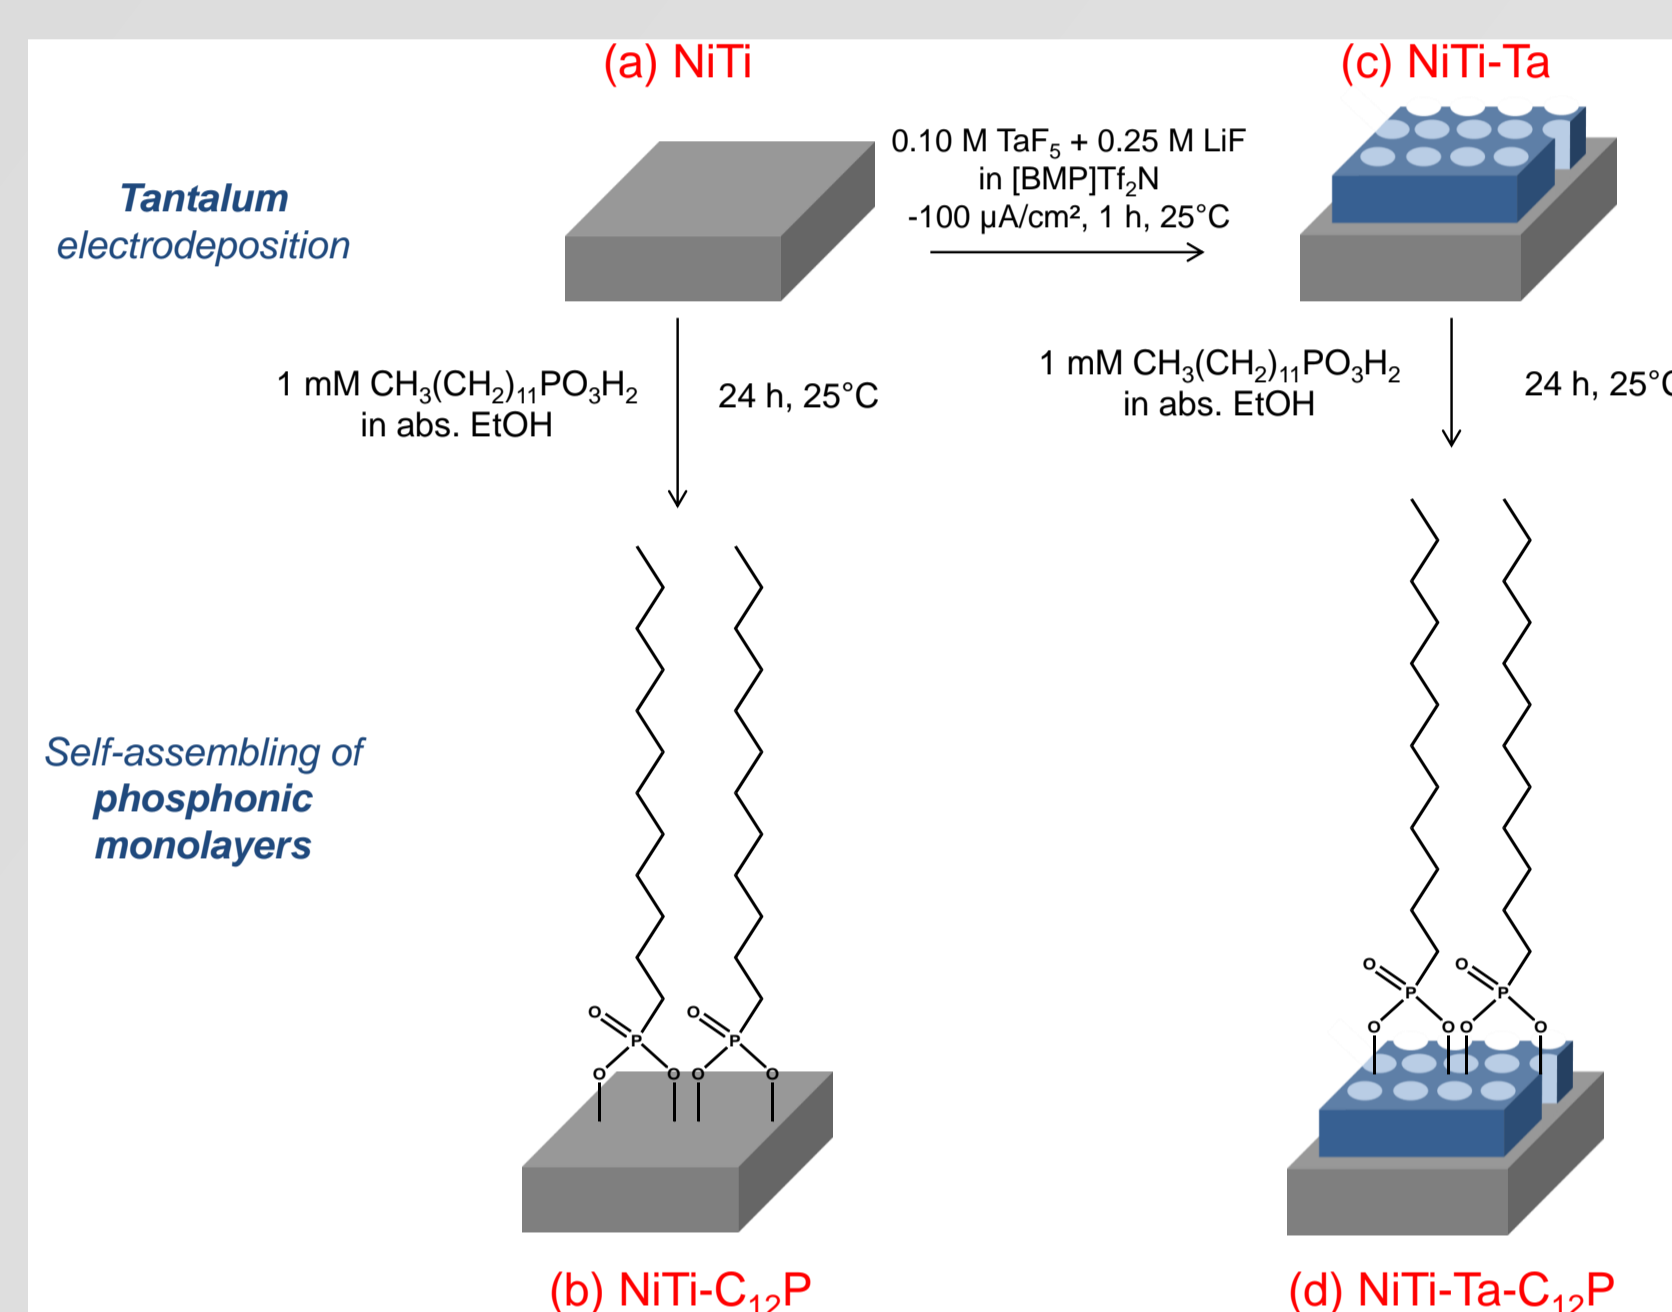 (a) NiTi
(c) NiTi-Ta
Tantalum
electrodeposition
0.10 M TaF₅ + 0.25 M LiF
in [BMP]Tf₂N
-100 µA/cm², 1 h, 25°C
1 mM CH₃(CH₂)₁₁PO₃H₂
in abs. EtOH
24 h, 25°C
1 mM CH₃(CH₂)₁₁PO₃H₂
in abs. EtOH
24 h, 25°C
Self-assembling of
phosphonic
monolayers
O
P
O
O
O
P
O
O
O
P
O
O
O
P
O
O
(b) NiTi-C₁₂P
(d) NiTi-Ta-C₁₂P